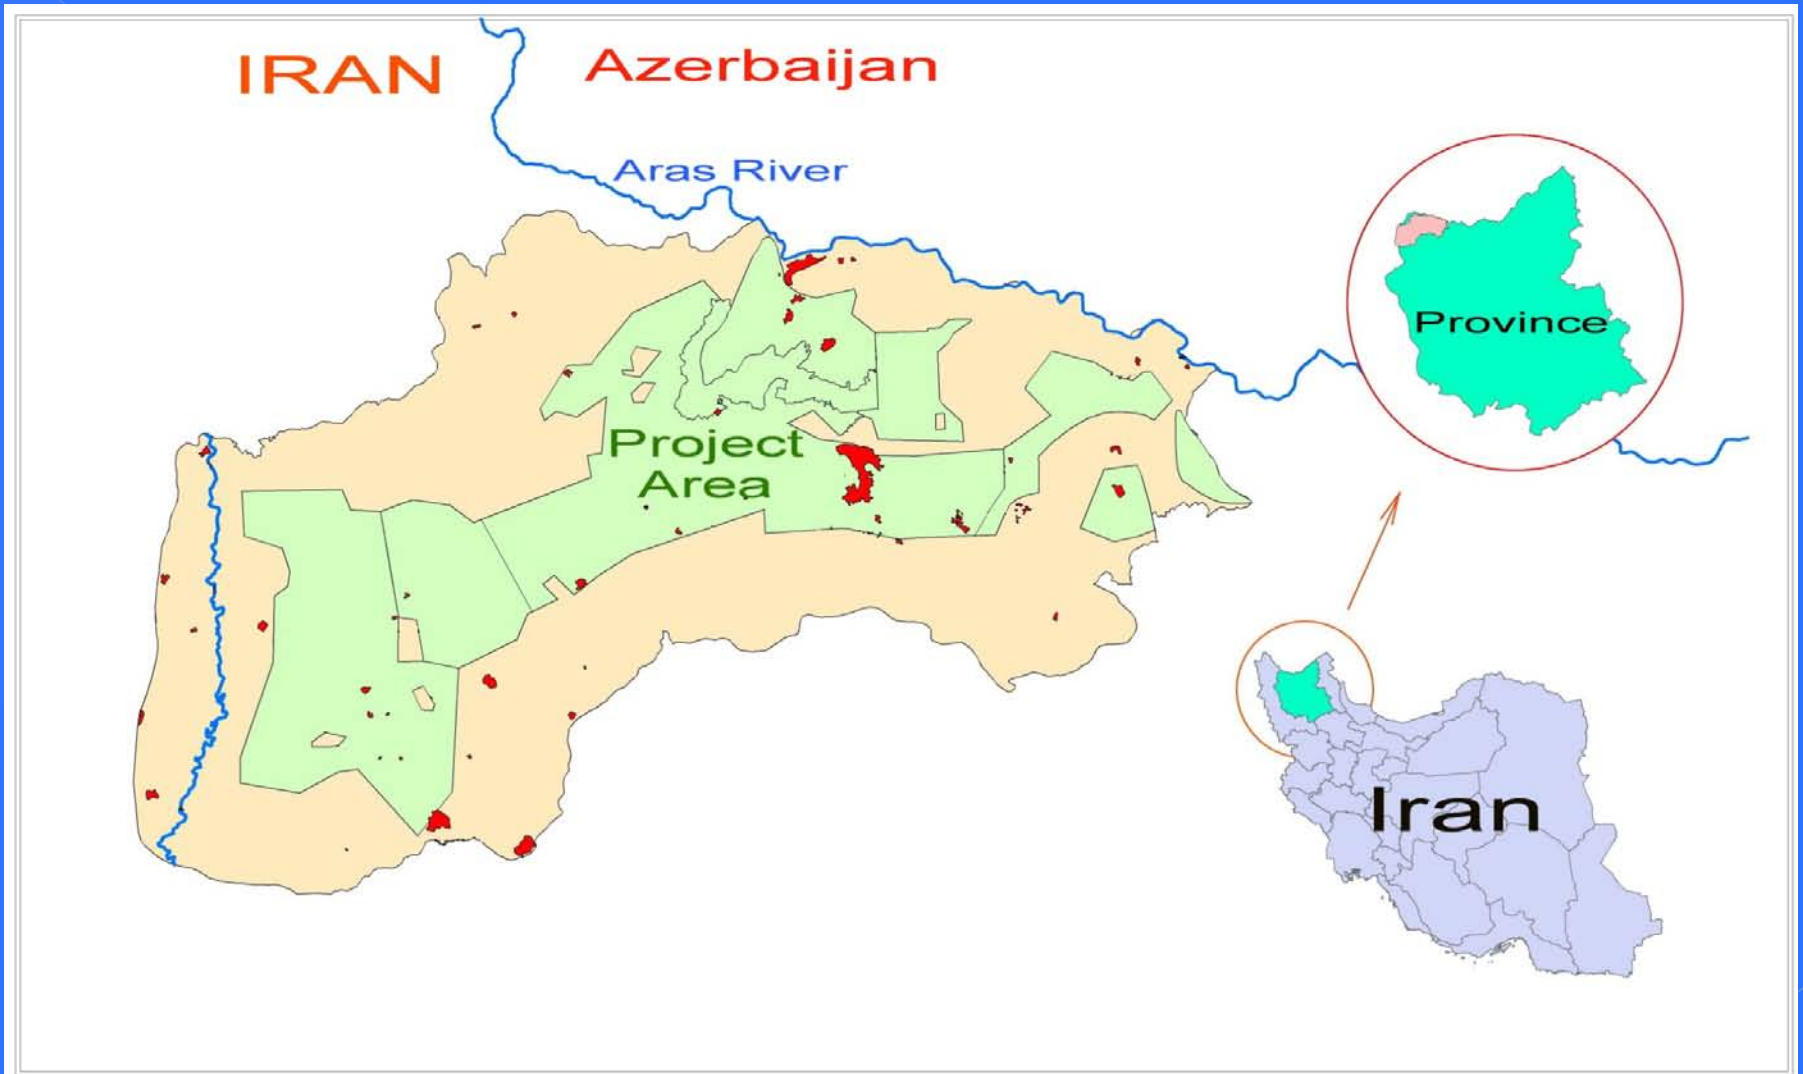 IRAN
Azerbaijan
Aras River
Province
Project
Area
Iran